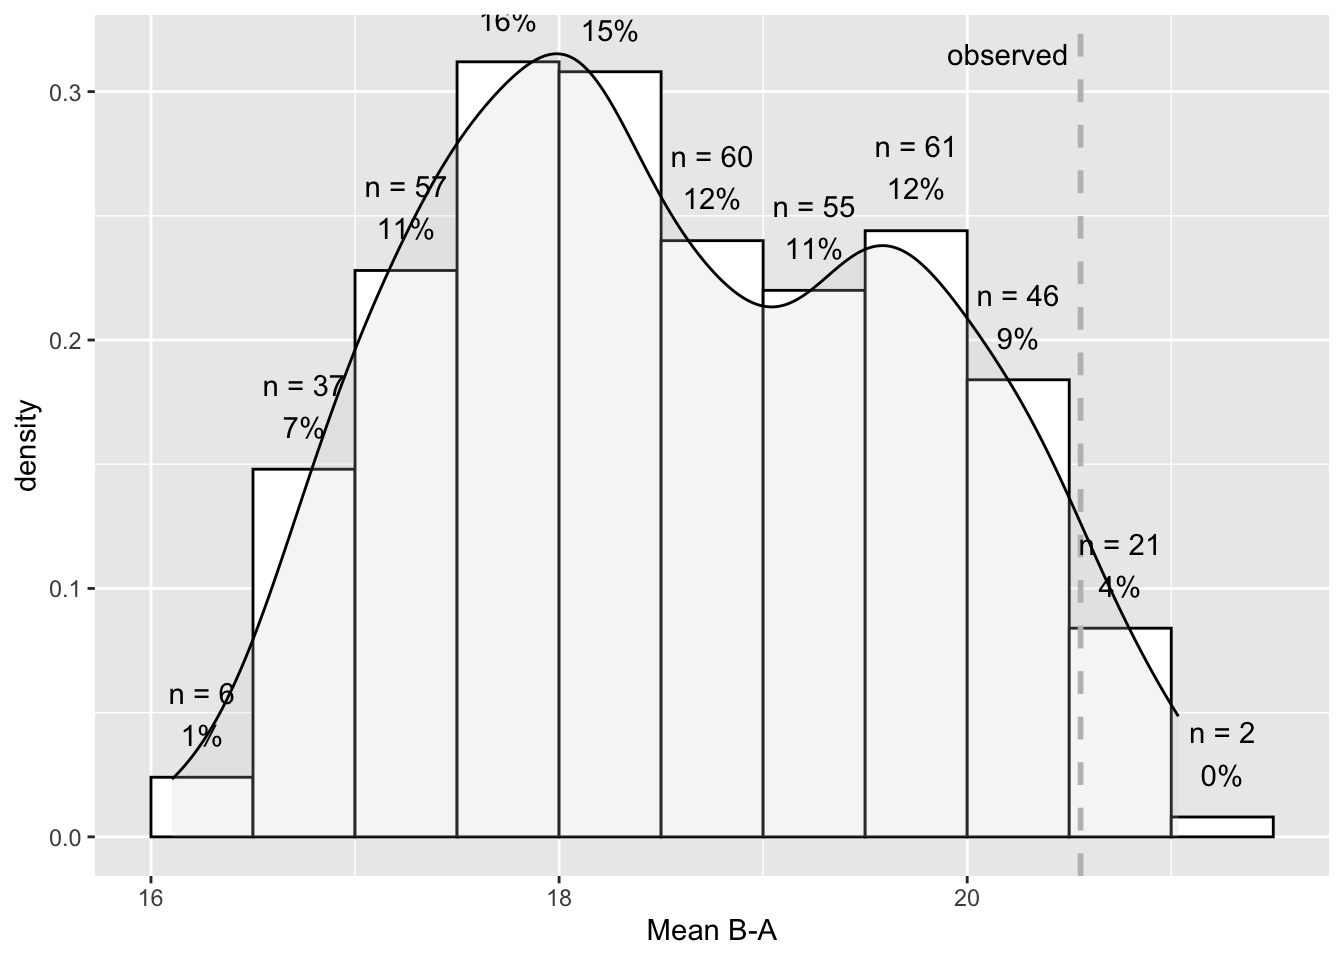 16%
15%
observed
n = 60
12%
n = 61
12%
n = 57
11%
n = 55
11%
n = 46
9%
n = 37
7%
n = 21
4%
n = 6
1%
n = 2
0%
0.3
0.2
0.1
0.0
density
16
18
20
Mean B-A